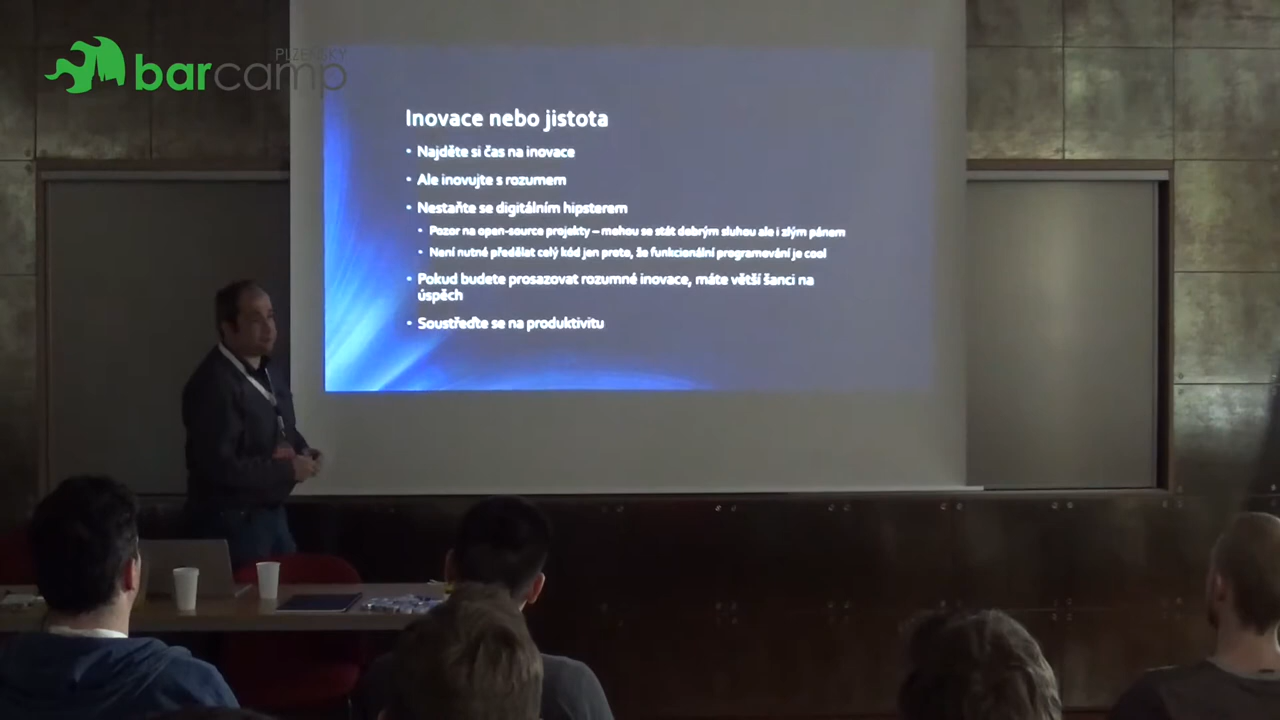 PLZEŇSKÝ
barcamp
Inovace nebo jistota
• Najděte si čas na inovace
• Ale inovujte s rozumem
• Nestaňte se digitálním hipsterem
• Pozor na open-source projekty – mohou se stát dobrým sluhou ale i zlým pánem
• Není nutné předělat celý kód jen proto, že funkcionální programování je cool
• Pokud budete prosazovat rozumné inovace, máte větší šanci na
úspěch
• Soustřeďte se na produktivitu